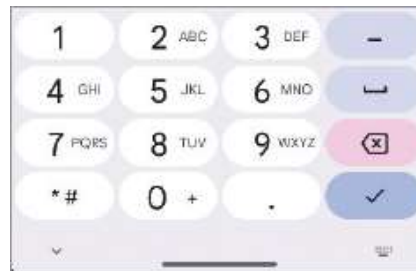 1 2 ABC 3 DEF -
4 GHI 5 JKL 6 MNO
7 PQRS 8 TUV 9 WXYZ
*# 0 + .